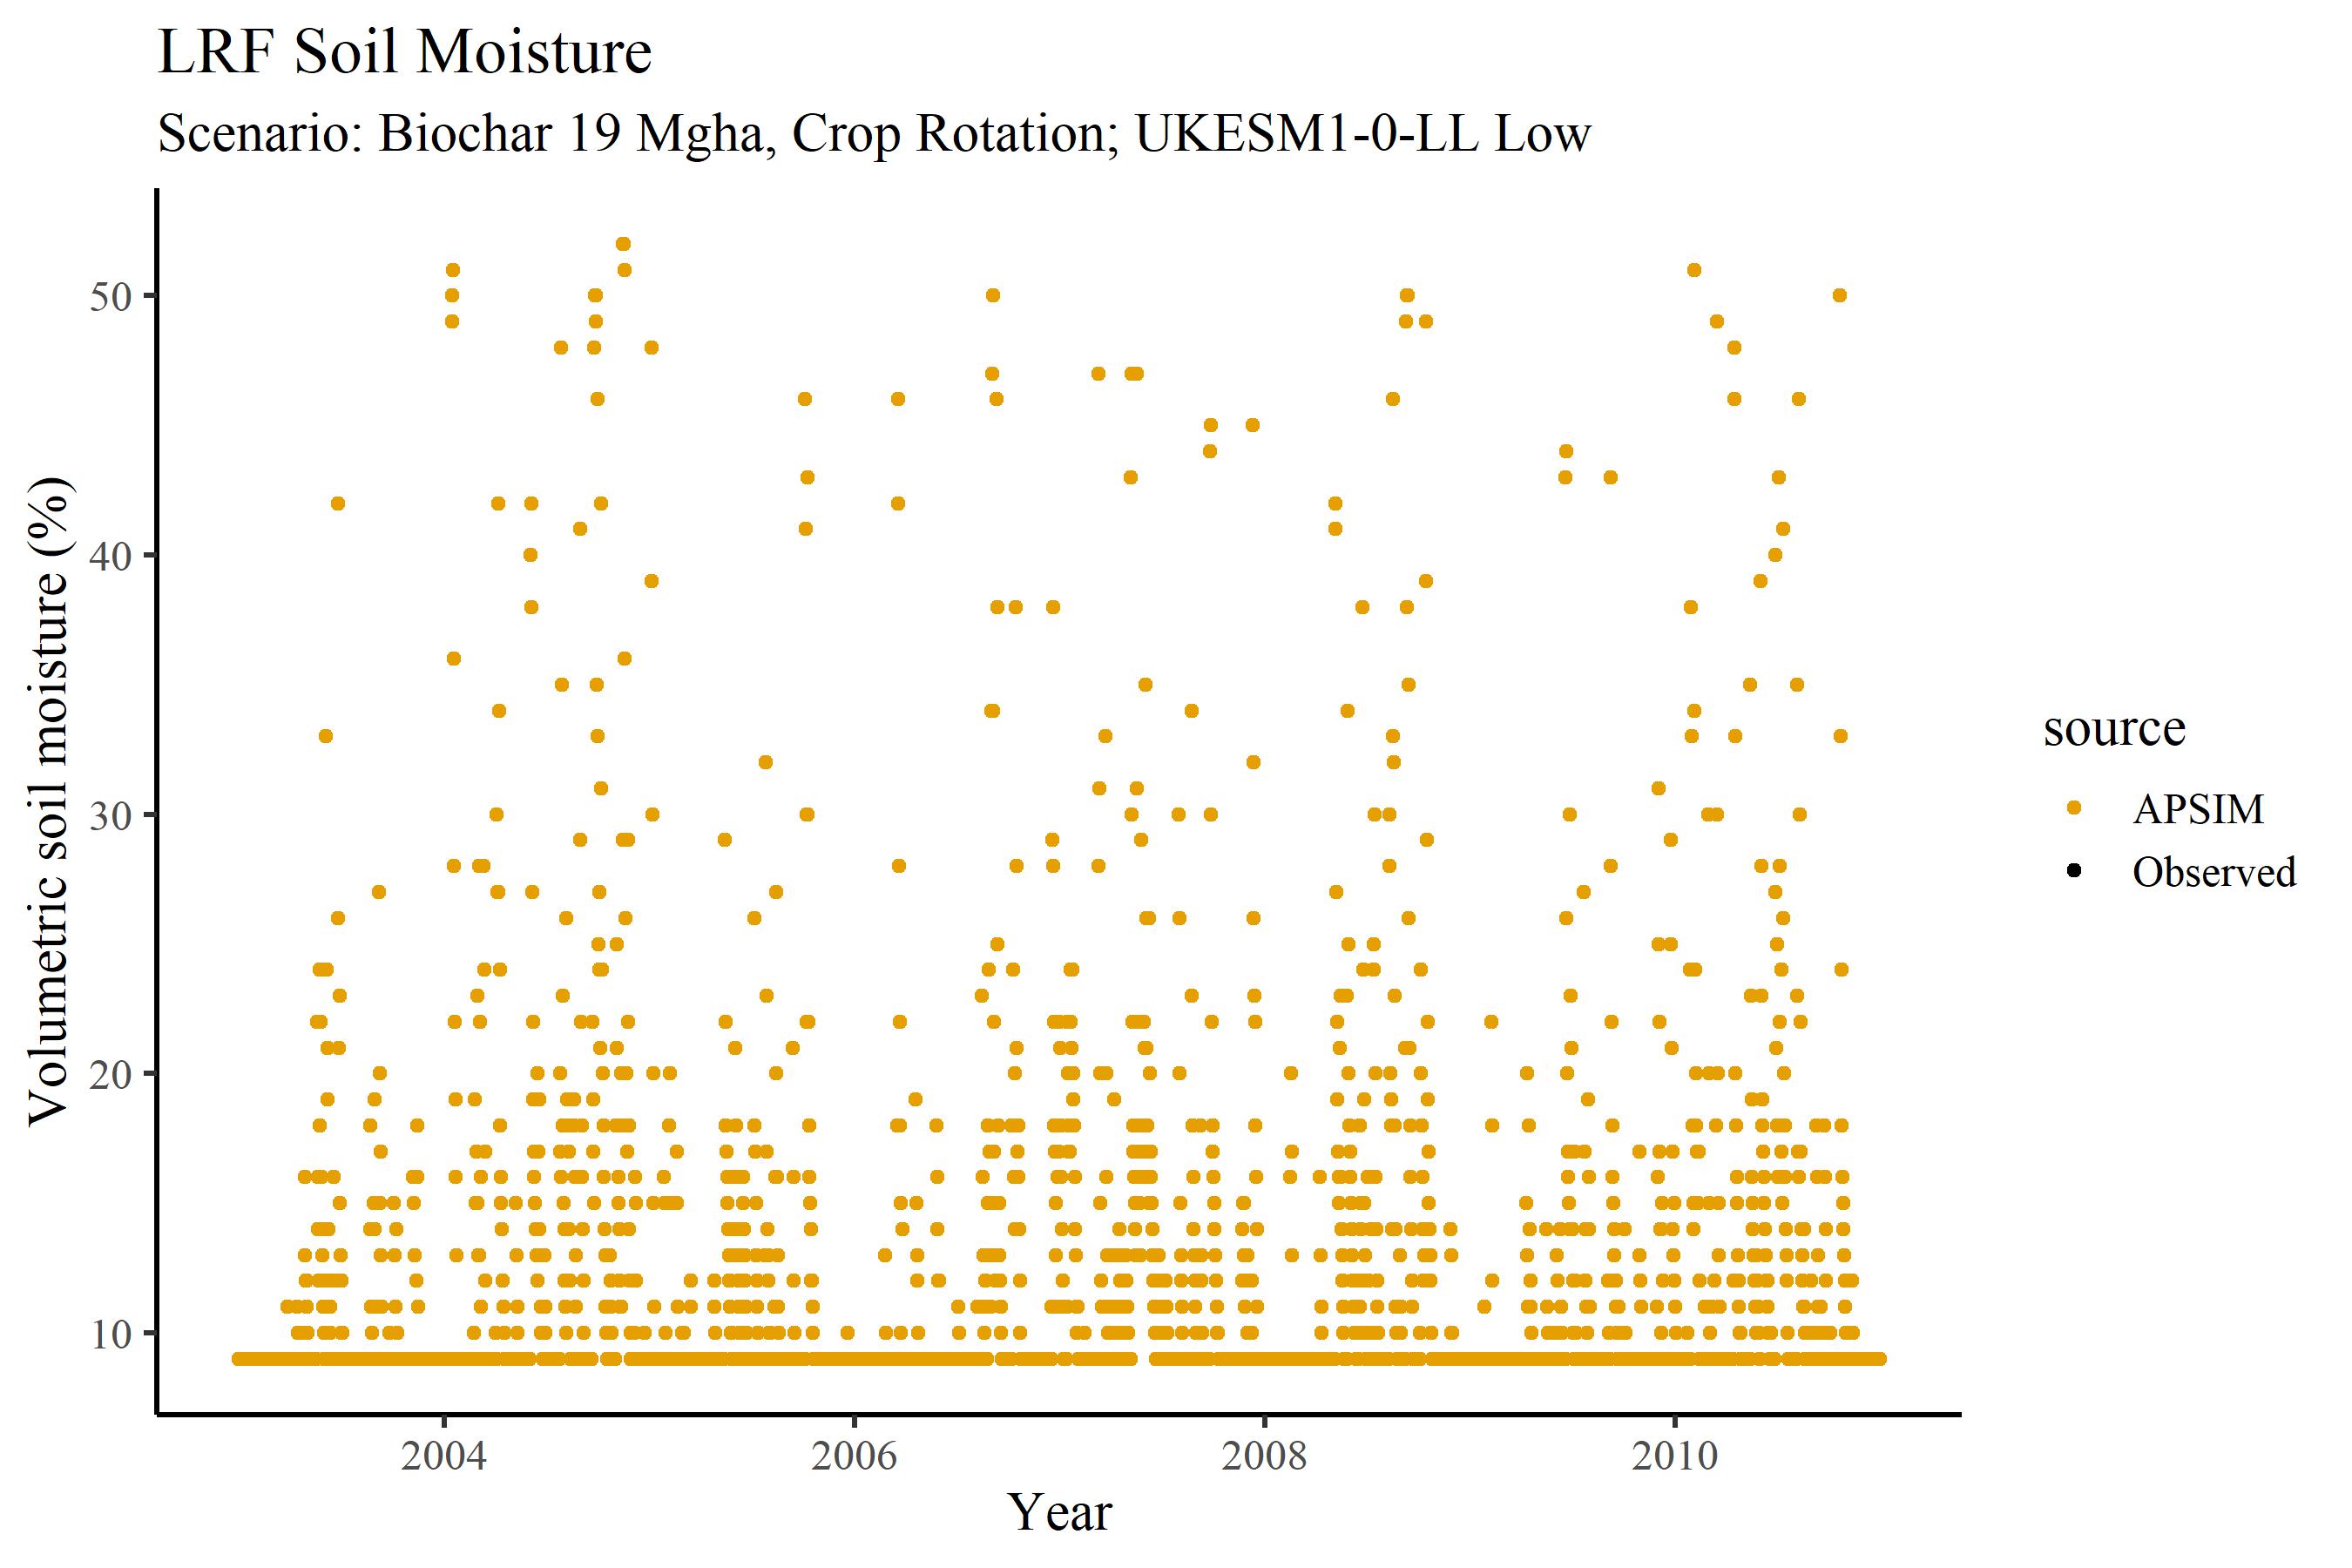 LRF Soil Moisture
Scenario: Biochar 19 Mgha, Crop Rotation; UKESM1-0-LL Low
Volumetric soil moisture (%)
50
40
30
20
10
2004
2006
2008
2010
Year
source
APSIM
Observed